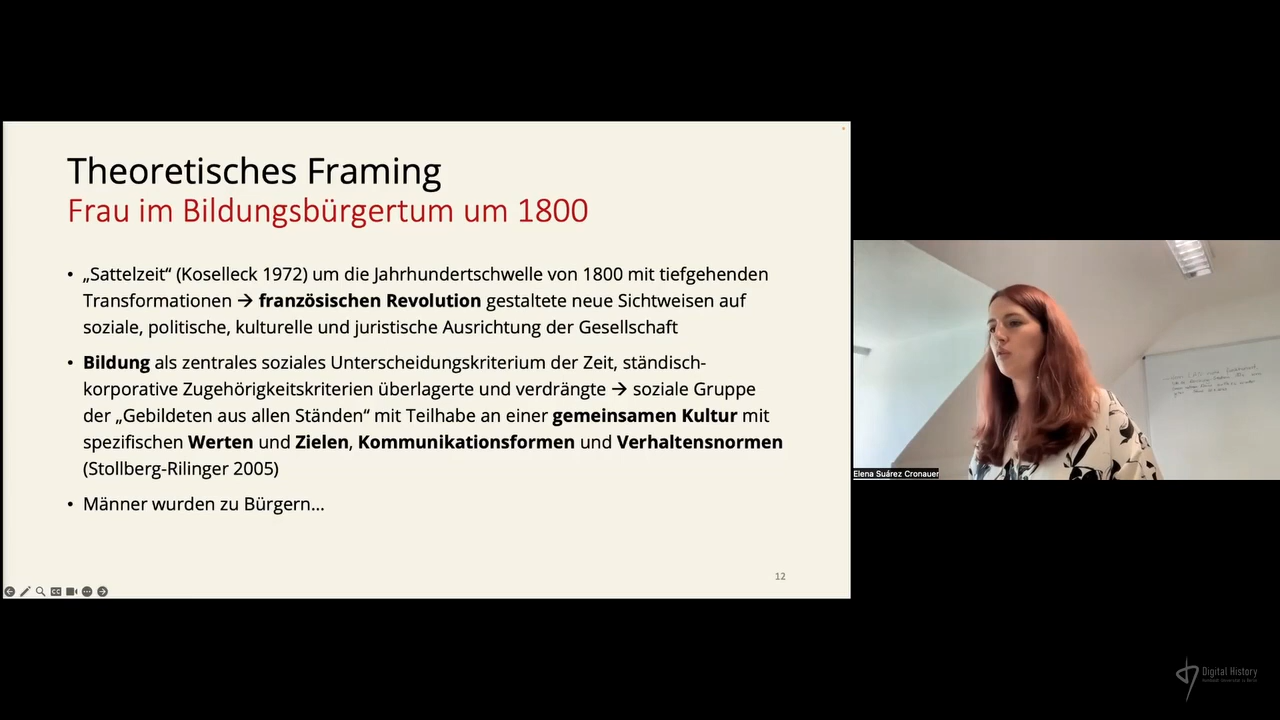 Theoretisches Framing
Frau im Bildungsbürgertum um 1800
• „Sattelzeit“ (Koselleck 1972) um die Jahrhundertschwelle von 1800 mit tiefgehenden
Transformationen → französischen Revolution gestaltete neue Sichtweisen auf
soziale, politische, kulturelle und juristische Ausrichtung der Gesellschaft
• Bildung als zentrales soziales Unterscheidungskriterium der Zeit, ständisch-
korporative Zugehörigkeitskriterien überlagerte und verdrängte → soziale Gruppe
der „Gebildeten aus allen Ständen“ mit Teilhabe an einer gemeinsamen Kultur mit
spezifischen Werten und Zielen, Kommunikationsformen und Verhaltensnormen
(Stollberg-Rilinger 2005)
• Männer wurden zu Bürgern...
12
Elena Suárez Cronauer
Digital History